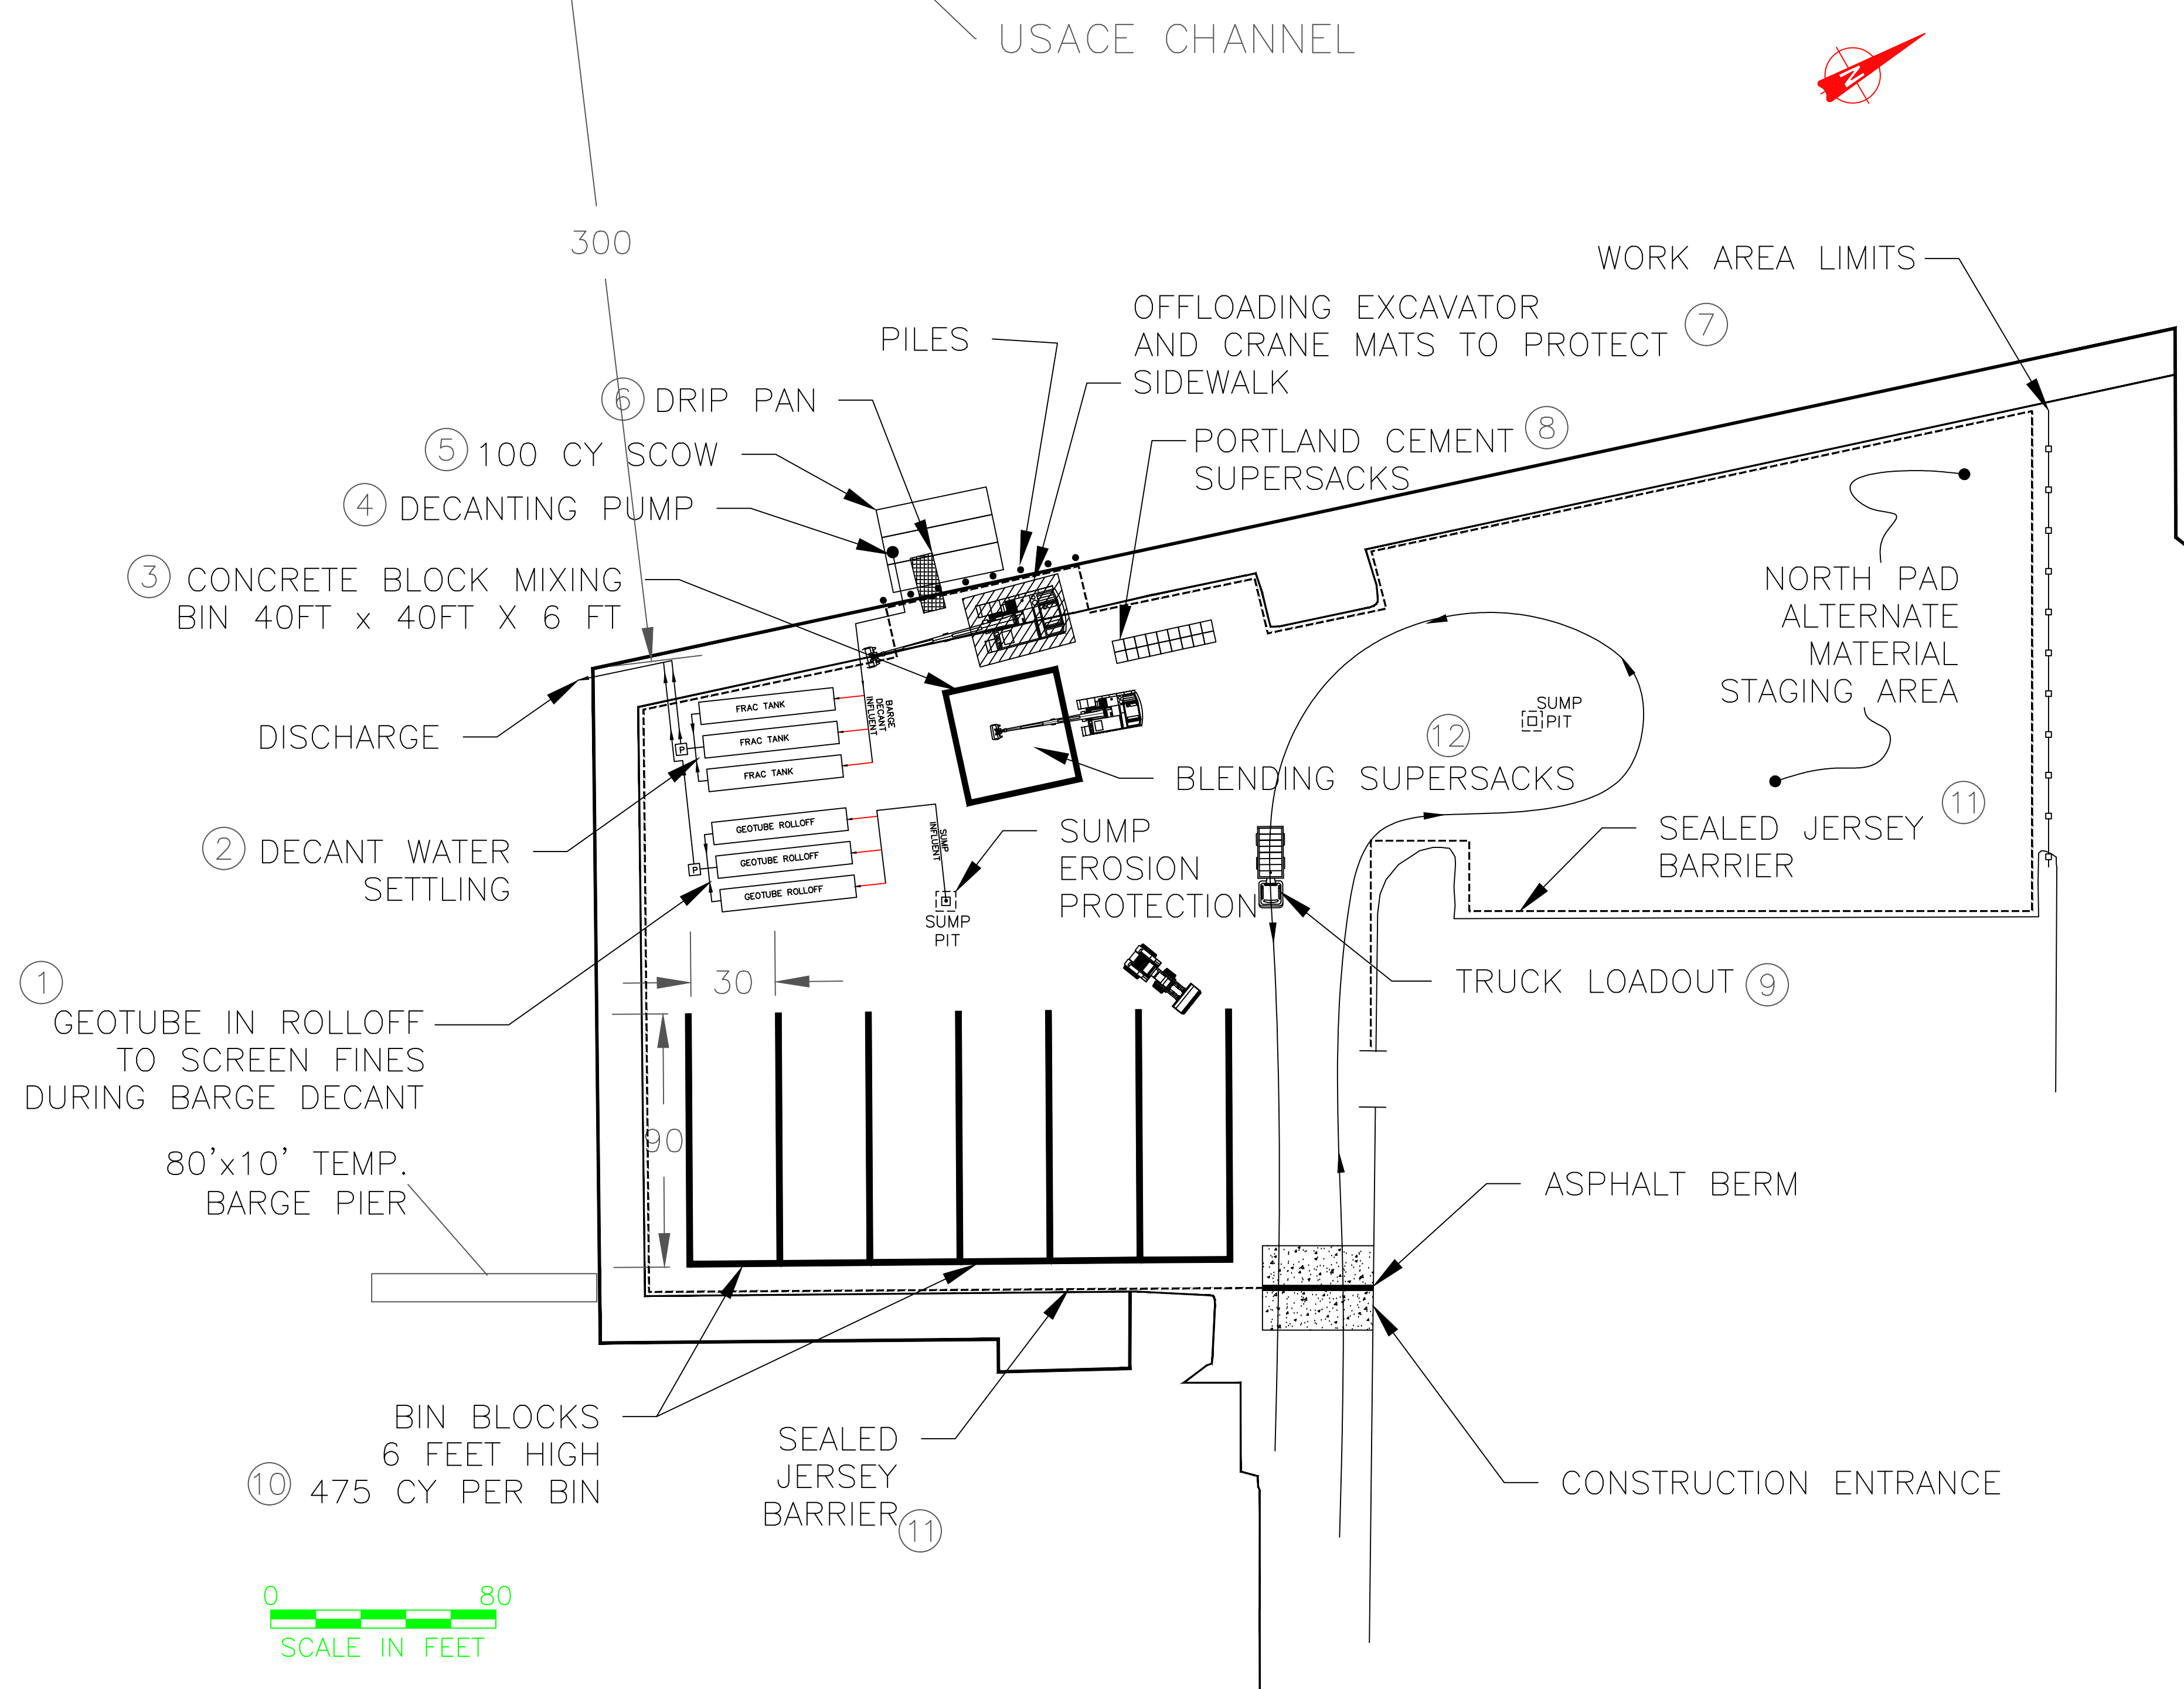 USACE CHANNEL
N
300
WORK AREA LIMITS
OFFLOADING EXCAVATOR
AND CRANE MATS TO PROTECT
SIDEWALK
7
PILES
6 DRIP PAN
5 100 CY SCOW
4 DECANTING PUMP
3 CONCRETE BLOCK MIXING
BIN 40FT x 40FT X 6 FT
PORTLAND CEMENT
SUPERSACKS
8
NORTH PAD
ALTERNATE
MATERIAL
STAGING AREA
DISCHARGE
FRAC TANK
FRAC TANK
FRAC TANK
BARGE
DECANT
INFLUENT
P
SUMP
PIT
12
BLENDING SUPERSACKS
2 DECANT WATER
SETTLING
GEOTUBE ROLLOFF
GEOTUBE ROLLOFF
GEOTUBE ROLLOFF
P
SUMP
INFLUENT
SUMP
PIT
SUMP
EROSION
PROTECTION
SEALED JERSEY
BARRIER
11
TRUCK LOADOUT 9
1
GEOTUBE IN ROLLOFF
TO SCREEN FINES
DURING BARGE DECANT
30
90
80'x10' TEMP.
BARGE PIER
ASPHALT BERM
BIN BLOCKS
6 FEET HIGH
10 475 CY PER BIN
SEALED
JERSEY
BARRIER
11
CONSTRUCTION ENTRANCE
0 80
SCALE IN FEET